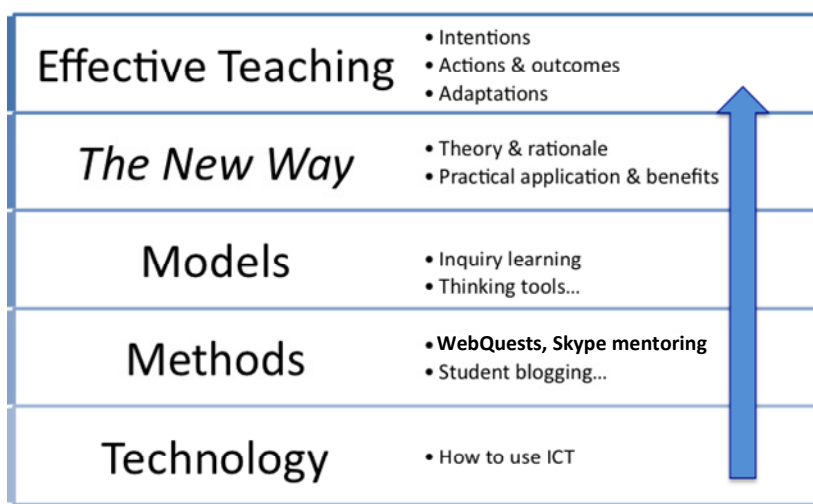 Effective Teaching
• Intentions
• Actions & outcomes
• Adaptations
The New Way
• Theory & rationale
• Practical application & benefits
Models
• Inquiry learning
• Thinking tools...
Methods
• WebQuests, Skype mentoring
• Student blogging...
Technology
• How to use ICT